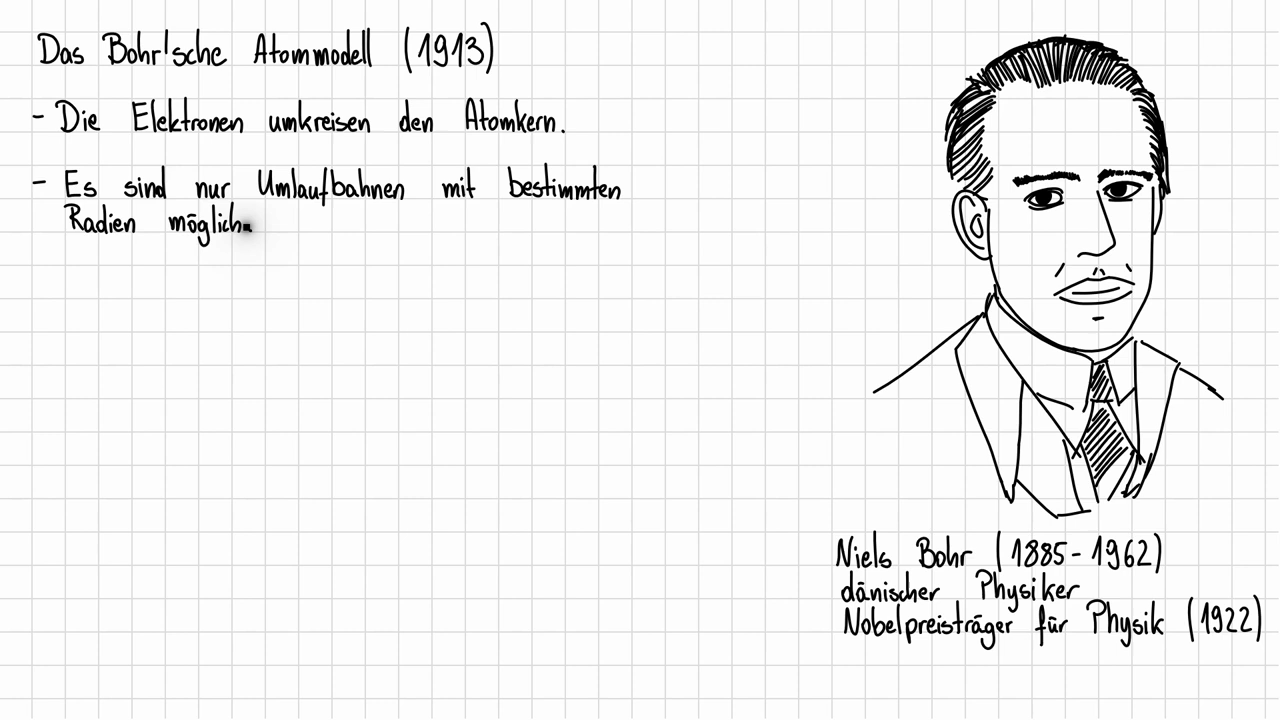 Das Bohr'sche Atommodell (1913)
- Die Elektronen umkreisen den Atomkern.
- Es sind nur Umlaufbahnen mit bestimmten
Radien möglich.
Niels Bohr (1885-1962)
dänischer Physiker
Nobelpreisträger für Physik (1922)